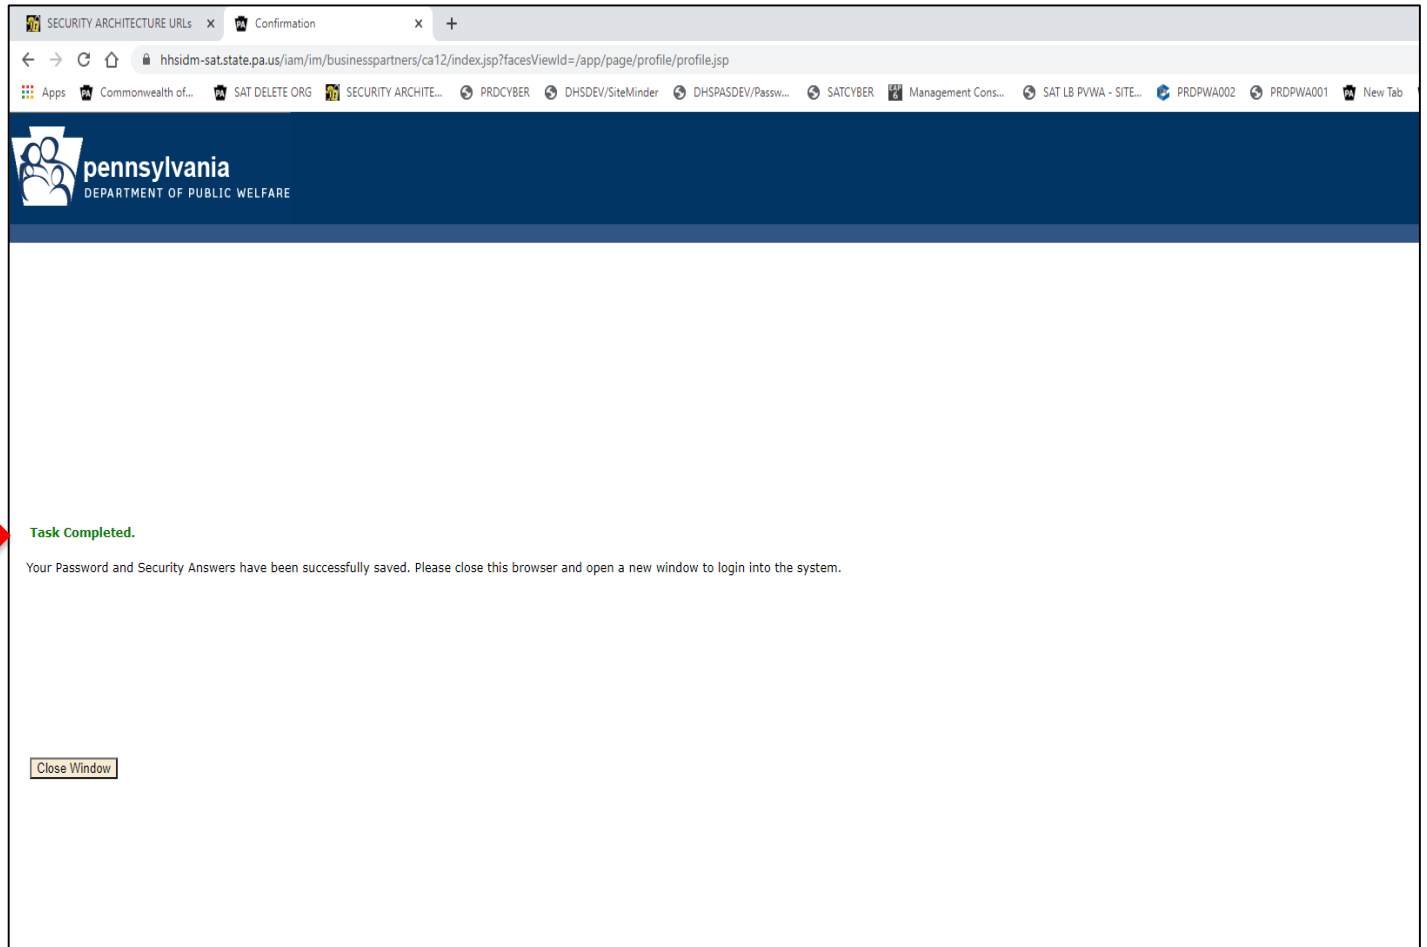 SECURITY ARCHITECTURE URLs
Confirmation
hhsidm-sat.state.pa.us/iam/im/businesspartners/ca12/index.jsp?facesViewId=/app/page/profile/profile.jsp
Apps Commonwealth of... SAT DELETE ORG SECURITY ARCHITE... PRDCYBER DHSDEV/SiteMinder DHSPASDEV/Passw... SATCYBER Management Cons... SAT LB PVWA - SITE... PRDPWA002 PRDPWA001 New Tab
pennsylvania
DEPARTMENT OF PUBLIC WELFARE
Task Completed.
Your Password and Security Answers have been successfully saved. Please close this browser and open a new window to login into the system.
Close Window